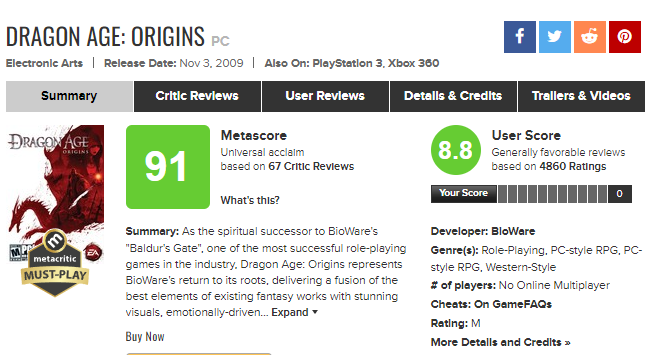 DRAGON AGE: ORIGINS PC
Electronic Arts | Release Date: Nov 3, 2009 | Also On: PlayStation 3, Xbox 360
Summary Critic Reviews User Reviews Details & Credits Trailers & Videos
DRAGON AGE
ORIGINS
metacritic
MUST-PLAY
EA
Metascore
91
Universal acclaim
based on 67 Critic Reviews
What's this?
User Score
8.8
Generally favorable reviews
based on 4860 Ratings
Your Score 0
Summary: As the spiritual successor to BioWare's
"Baldur's Gate", one of the most successful role-playing
games in the industry, Dragon Age: Origins represents
BioWare's return to its roots, delivering a fusion of the
best elements of existing fantasy works with stunning
visuals, emotionally-driven... Expand
Buy Now
Developer: BioWare
Genre(s): Role-Playing, PC-style RPG, PC-
style RPG, Western-Style
# of players: No Online Multiplayer
Cheats: On GameFAQs
Rating: M
More Details and Credits »